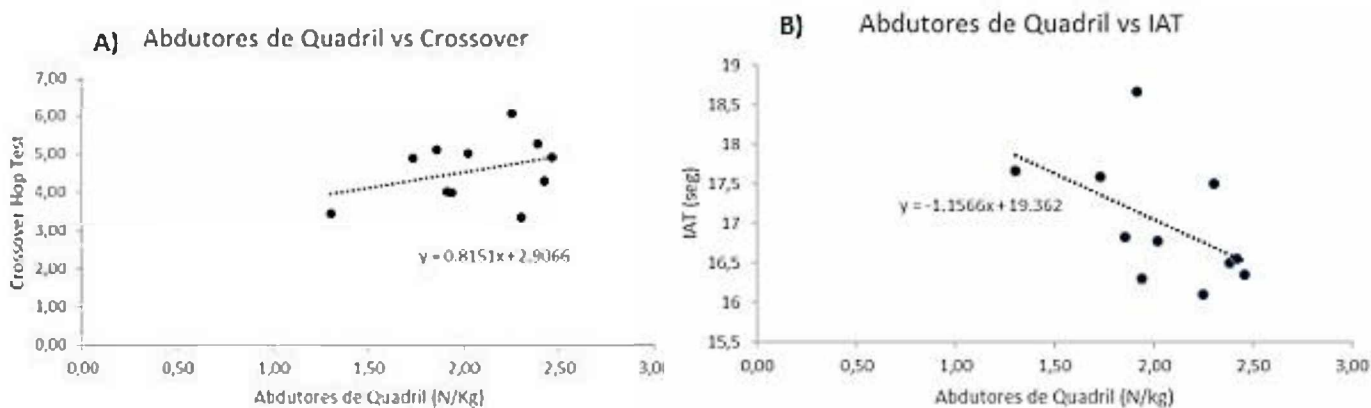 A) Abdutores de Quadril vs Crossover
7,00
6,00
5,00
4,00
3,00
2,00
1,00
0,00
Crossover Hop Test
y = 0.8151x + 2.9066
0,00 0,50 1,00 1,50 2,00 2,50 3,00
Abdutores de Quadril (N/Kg)
B) Abdutores de Quadril vs IAT
19
18,5
18
17,5
17
16,5
16
15,5
IAT (seg)
y = -1.1566x + 19.362
0,00 0,50 1,00 1,50 2,00 2,50 3,00
Abdutores de Quadril (N/kg)